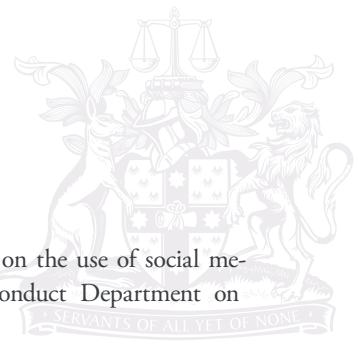 on the use of social me-
onduct Department on
• SERVANTS OF ALL YET OF NONE •